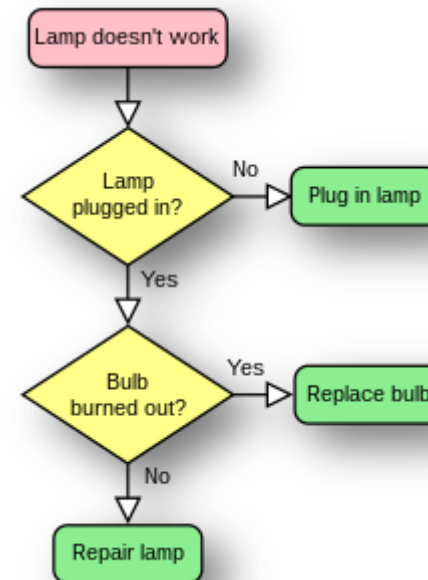 Lamp doesn't work
Lamp
plugged in?
No
Plug in lamp
Yes
Bulb
burned out?
Yes
Replace bulb
No
Repair lamp